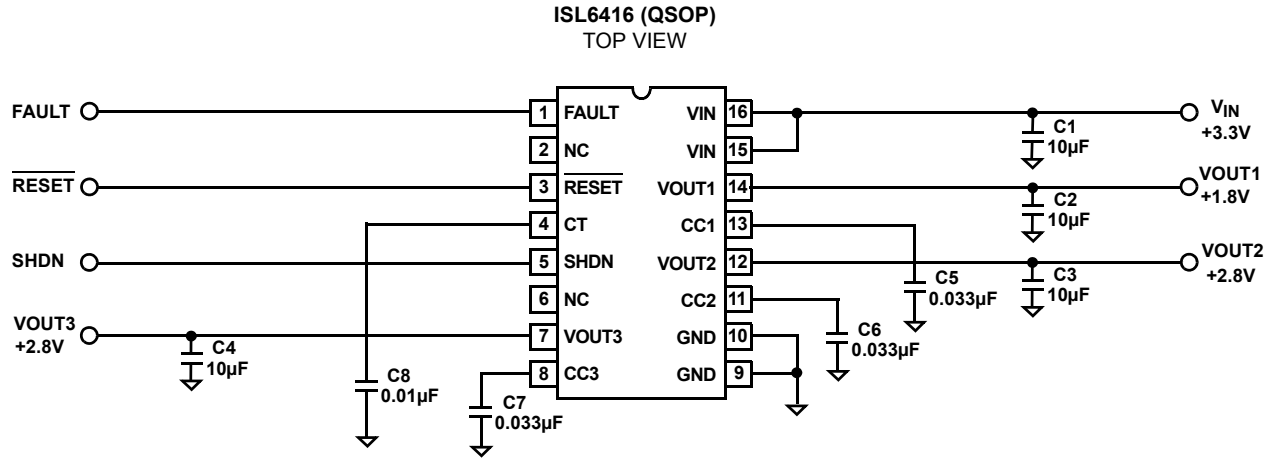 ISL6416 (QSOP)
TOP VIEW
FAULT
1
FAULT
VIN
16
VIN
+3.3V
C1
10µF
2
NC
VIN
15
RESET
3
RESET
VOUT1
14
VOUT1
+1.8V
C2
10µF
4
CT
CC1
13
SHDN
5
SHDN
VOUT2
12
VOUT2
+2.8V
C3
10µF
C5
0.033µF
6
NC
CC2
11
C6
0.033µF
VOUT3
+2.8V
7
VOUT3
GND
10
C4
10µF
8
CC3
GND
9
C8
0.01µF
C7
0.033µF